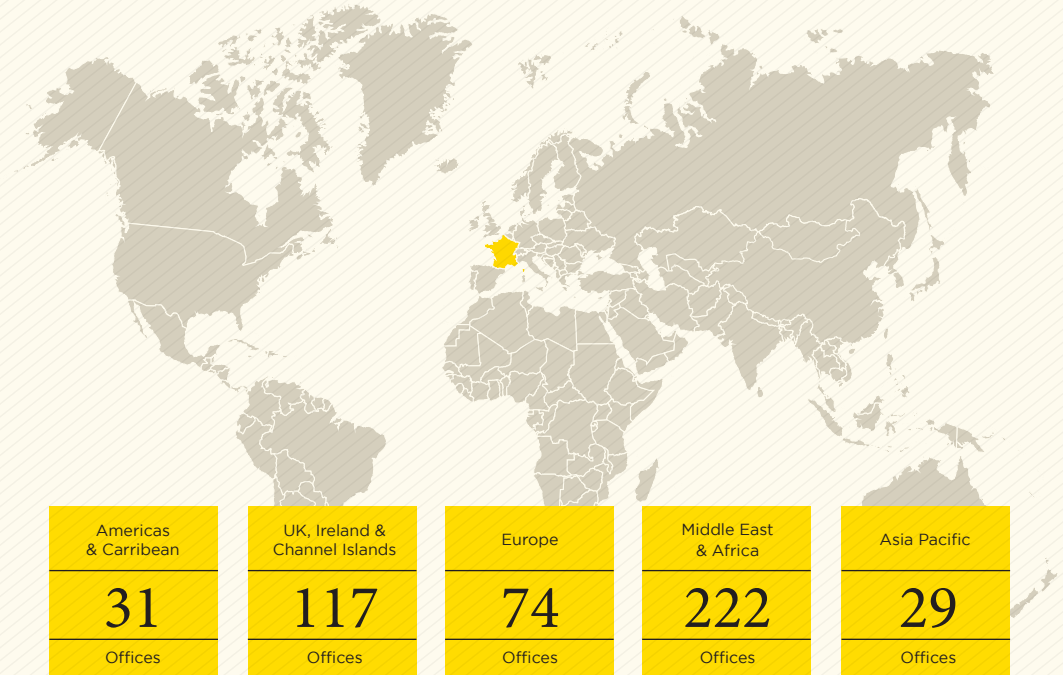 Americas
& Carribean
31
Offices
UK, Ireland &
Channel Islands
117
Offices
Europe
74
Offices
Middle East
& Africa
222
Offices
Asia Pacific
29
Offices